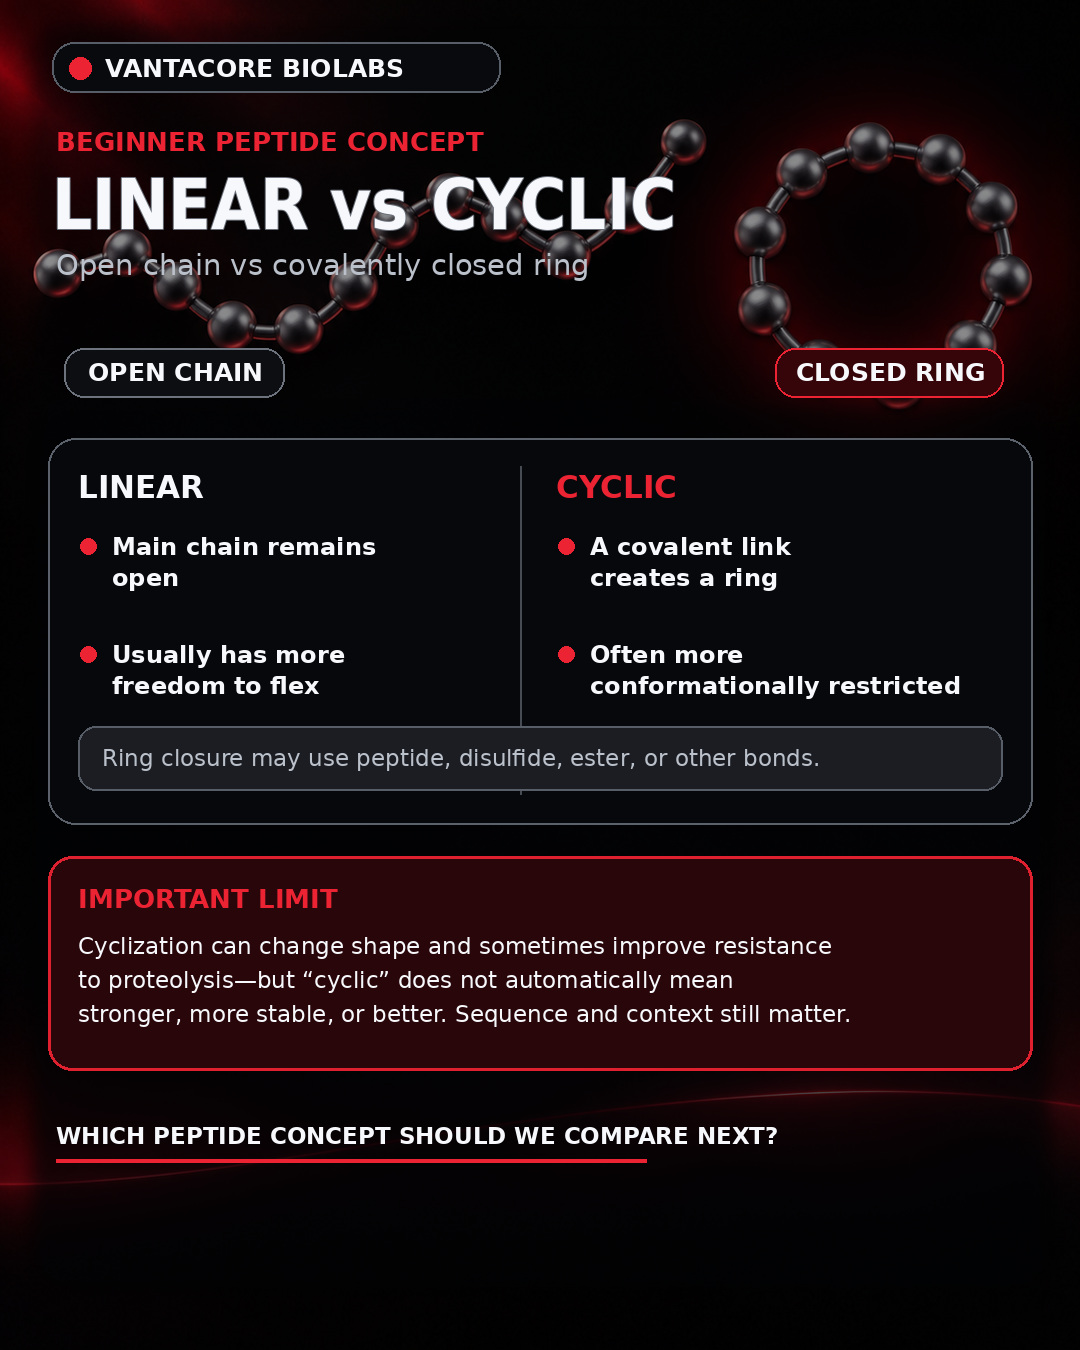 VANTACORE BIOLABS
BEGINNER PEPTIDE CONCEPT
LINEAR vs CYCLIC
Open chain vs covalently closed ring
OPEN CHAIN
CLOSED RING
LINEAR
Main chain remains
open
Usually has more
freedom to flex
CYCLIC
A covalent link
creates a ring
Often more
conformationally restricted
Ring closure may use peptide, disulfide, ester, or other bonds.
IMPORTANT LIMIT
Cyclization can change shape and sometimes improve resistance
to proteolysis—but “cyclic” does not automatically mean
stronger, more stable, or better. Sequence and context still matter.
WHICH PEPTIDE CONCEPT SHOULD WE COMPARE NEXT?